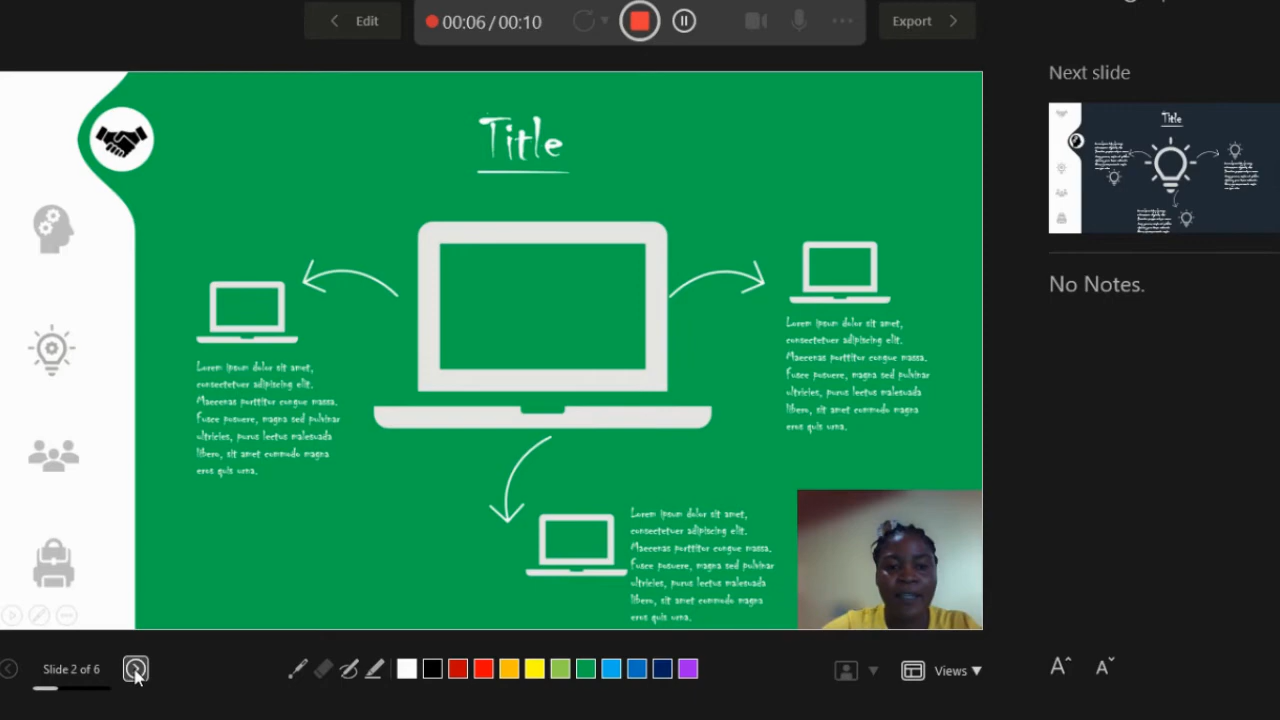 Edit
00:06 / 00:10
Export
Next slide
Title
Title
Lorem ipsum dolor sit amet,
consectetuer adipiscing elit.
Maecenas porttitor congue massa.
Fusce posuere, magna sed pulvinar
ultricies, purus lectus malesuada
libero, sit amet commodo magna
eros quis urna.
Lorem ipsum dolor sit amet,
consectetuer adipiscing elit.
Maecenas porttitor congue massa.
Fusce posuere, magna sed pulvinar
ultricies, purus lectus malesuada
libero, sit amet commodo magna
eros quis urna.
Lorem ipsum dolor sit amet,
consectetuer adipiscing elit.
Maecenas porttitor congue massa.
Fusce posuere, magna sed pulvinar
ultricies, purus lectus malesuada
libero, sit amet commodo magna
eros quis urna.
No Notes.
Slide 2 of 6
Views
A
A